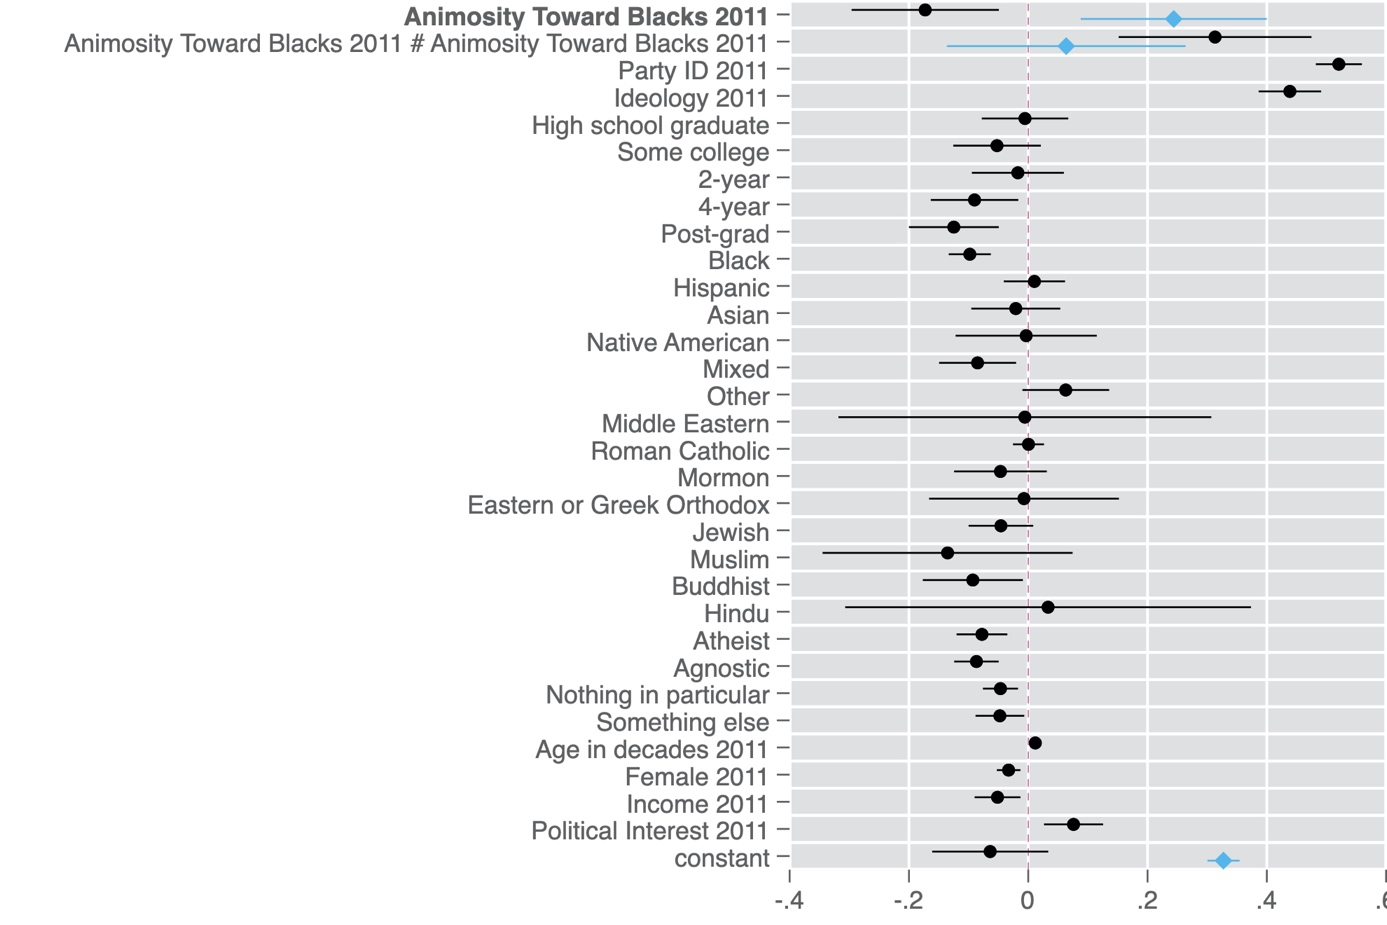 Animosity Toward Blacks 2011
Animosity Toward Blacks 2011 # Animosity Toward Blacks 2011
Party ID 2011
Ideology 2011
High school graduate
Some college
2-year
4-year
Post-grad
Black
Hispanic
Asian
Native American
Mixed
Other
Middle Eastern
Roman Catholic
Mormon
Eastern or Greek Orthodox
Jewish
Muslim
Buddhist
Hindu
Atheist
Agnostic
Nothing in particular
Something else
Age in decades 2011
Female 2011
Income 2011
Political Interest 2011
constant
-.4 -.2 0 .2 .4 .6